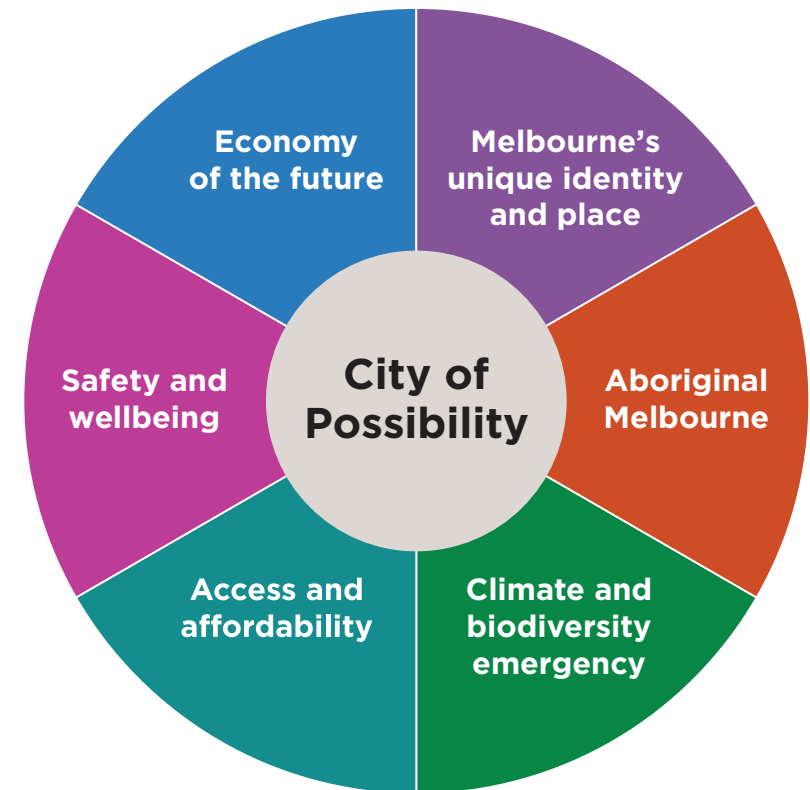 Economy
of the future
Melbourne’s
unique identity
and place
Safety and
wellbeing
City of
Possibility
Aboriginal
Melbourne
Access and
affordability
Climate and
biodiversity
emergency